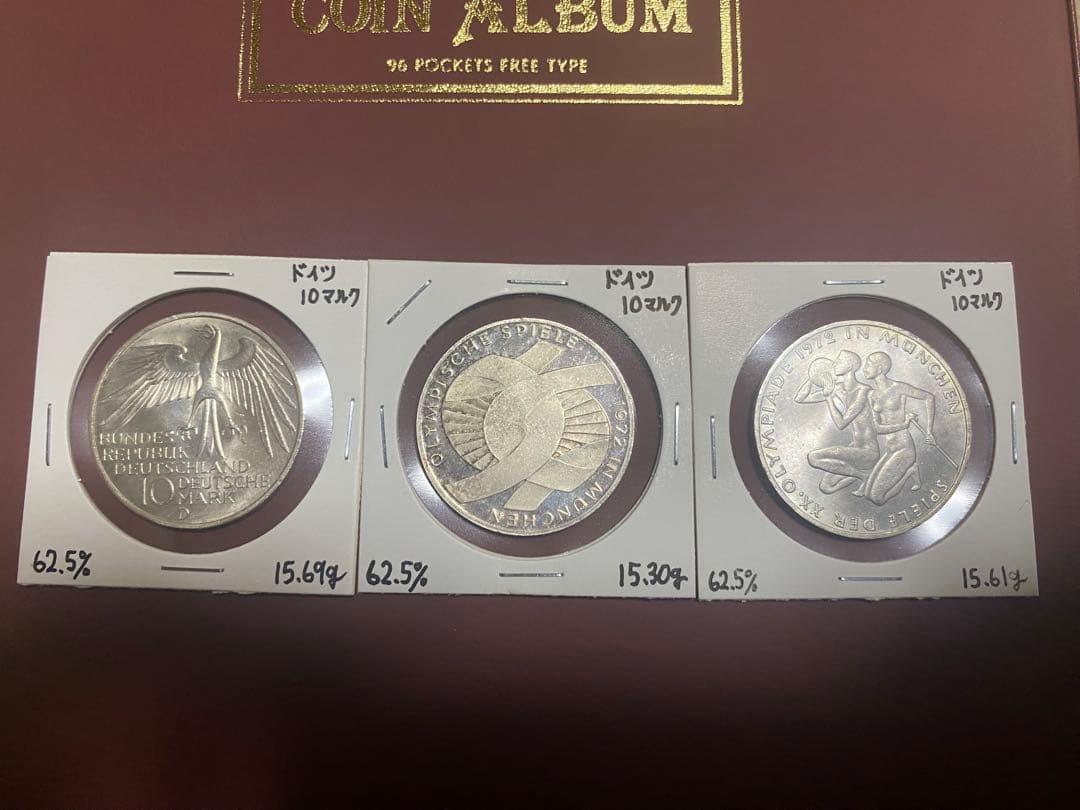 COIN ALBUM
96 POCKETS FREE TYPE
ドイツ
10マルク
BUNDES
REPUBLIK
DEUTSCHLAND
10 DEUTSCHE
MARK
D
62.5%
15.69g
ドイツ
10マルク
OLYMPISCHE SPIELE 1972 IN MÜNCHEN
62.5%
15.30g
ドイツ
10マルク
SPIELE DER XX. OLYMPIADE 1972 IN MÜNCHEN
62.5%
15.61g